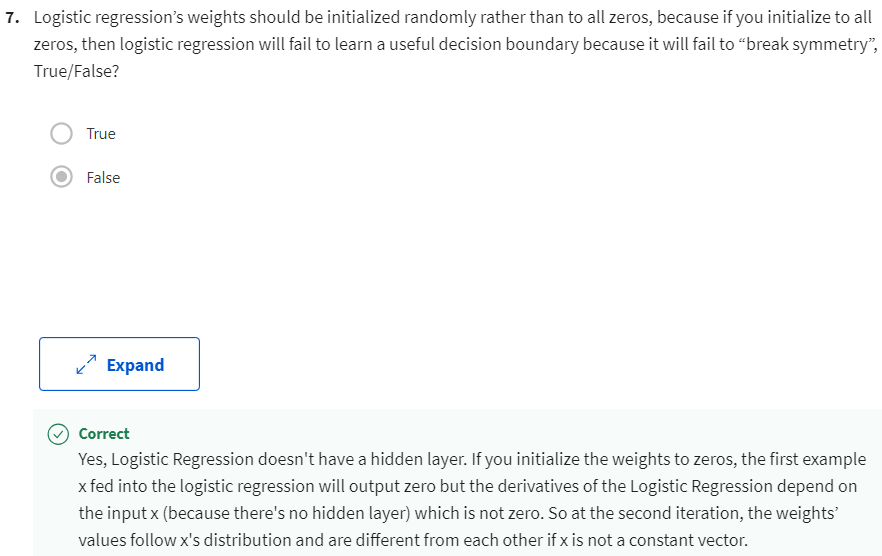 7. Logistic regression’s weights should be initialized randomly rather than to all zeros, because if you initialize to all
zeros, then logistic regression will fail to learn a useful decision boundary because it will fail to “break symmetry”,
True/False?
True
False
Expand
Correct
Yes, Logistic Regression doesn't have a hidden layer. If you initialize the weights to zeros, the first example
x fed into the logistic regression will output zero but the derivatives of the Logistic Regression depend on
the input x (because there's no hidden layer) which is not zero. So at the second iteration, the weights’
values follow x's distribution and are different from each other if x is not a constant vector.